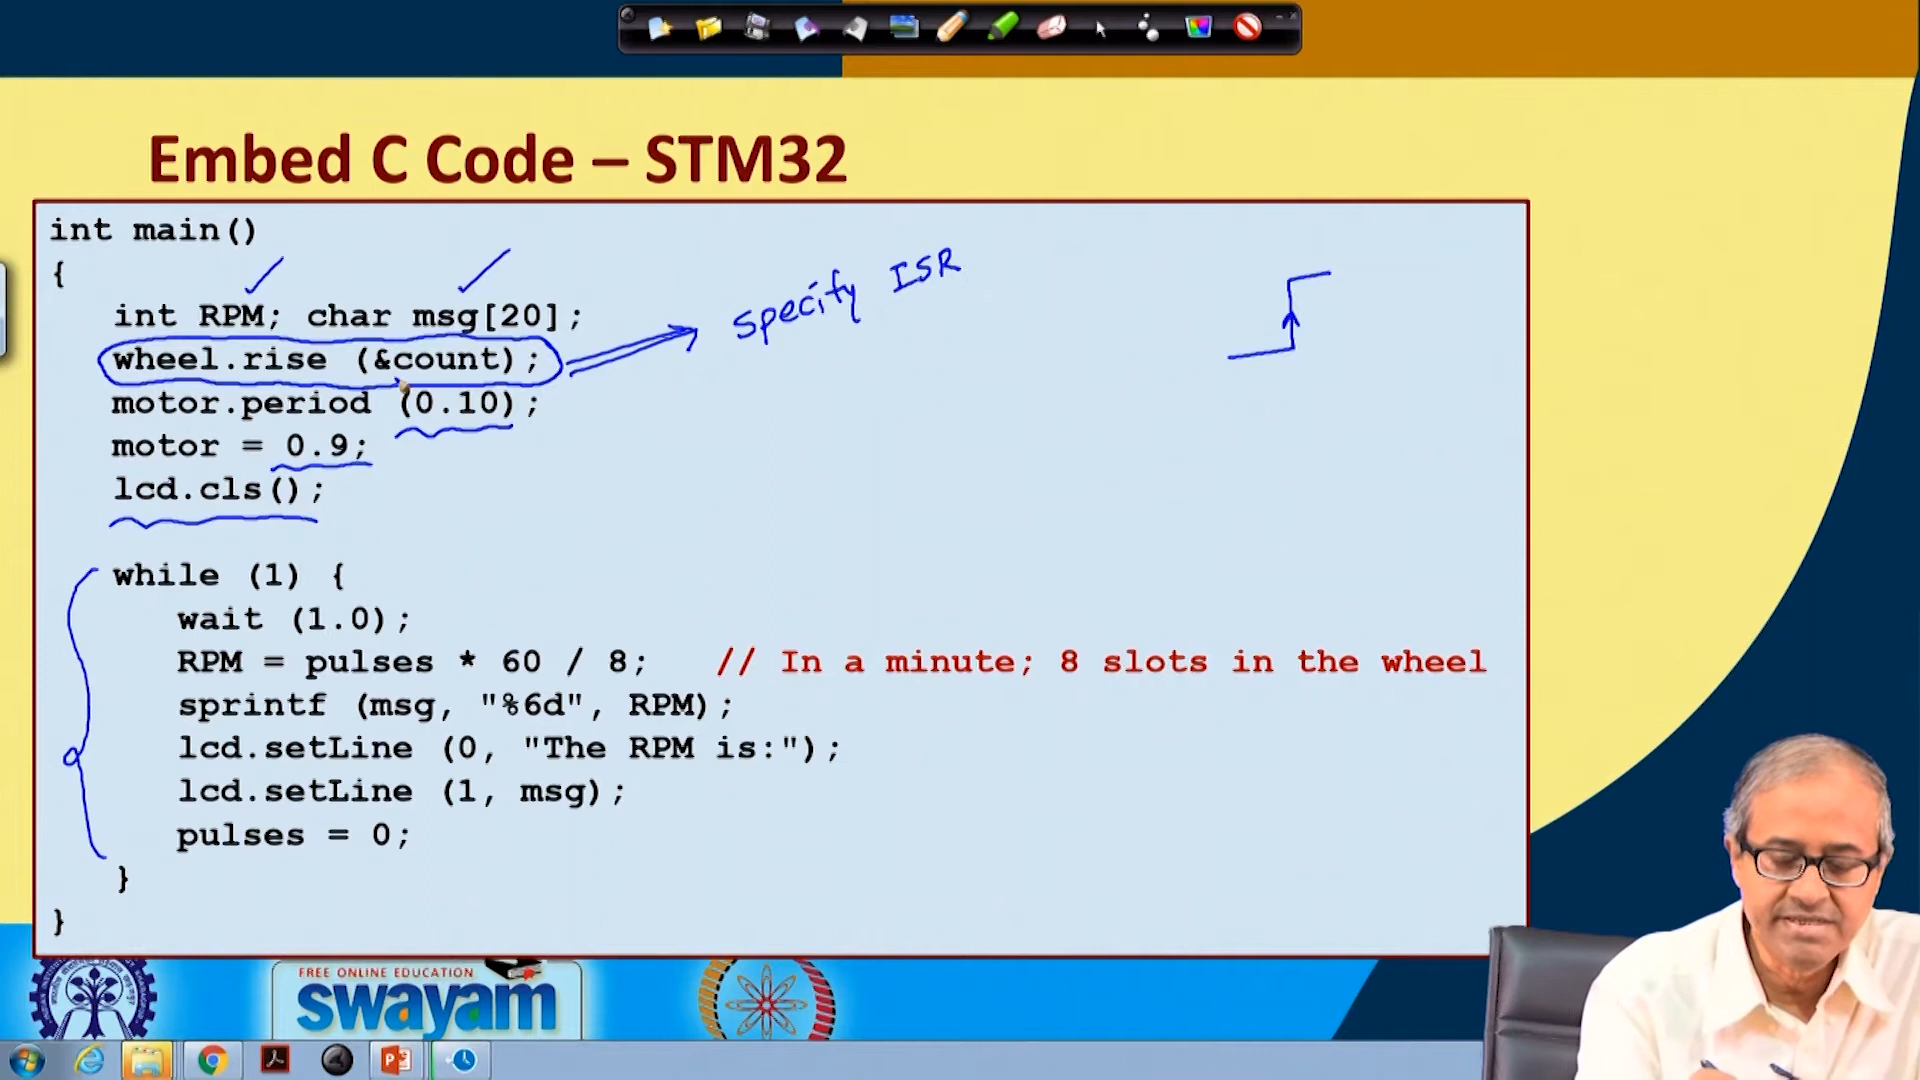 Embed C Code – STM32
int main()
{
int RPM; char msg[20];
wheel.rise (&count);
motor.period (0.10);
motor = 0.9;
lcd.cls();
specify ISR
while (1) {
wait (1.0);
RPM = pulses * 60 / 8; // In a minute; 8 slots in the wheel
sprintf (msg, "%6d", RPM);
lcd.setLine (0, "The RPM is:");
lcd.setLine (1, msg);
pulses = 0;
}
}
FREE ONLINE EDUCATION
swayam